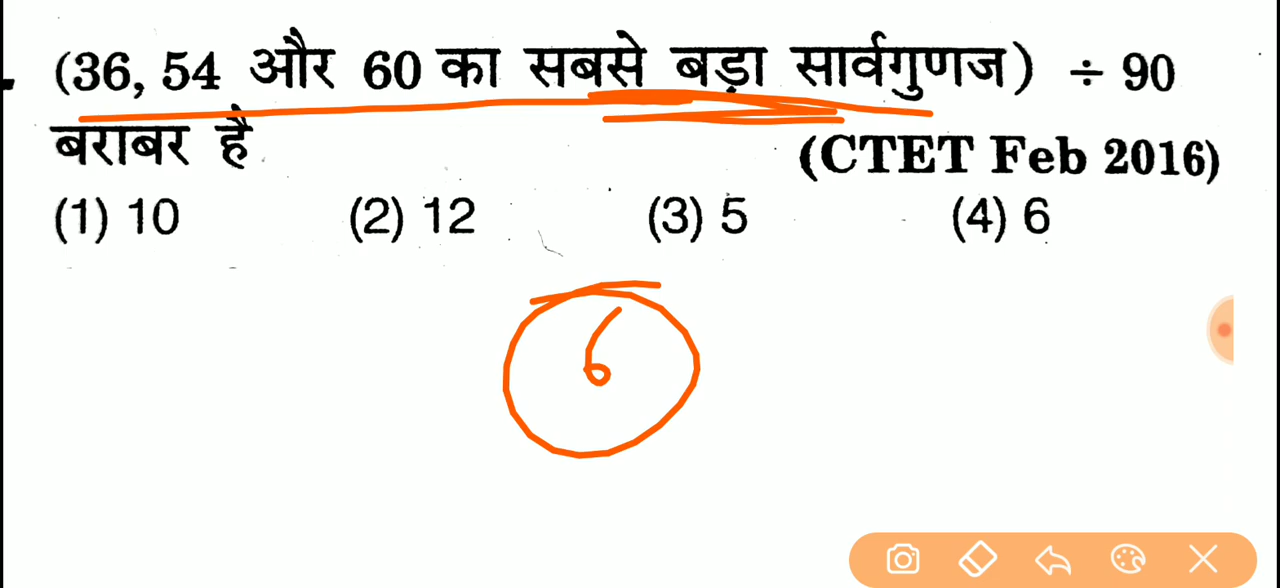 (36, 54 और 60 का सबसे बड़ा सार्वगुणज) ÷ 90
बराबर है
(CTET Feb 2016)
(1) 10 (2) 12 (3) 5 (4) 6
6